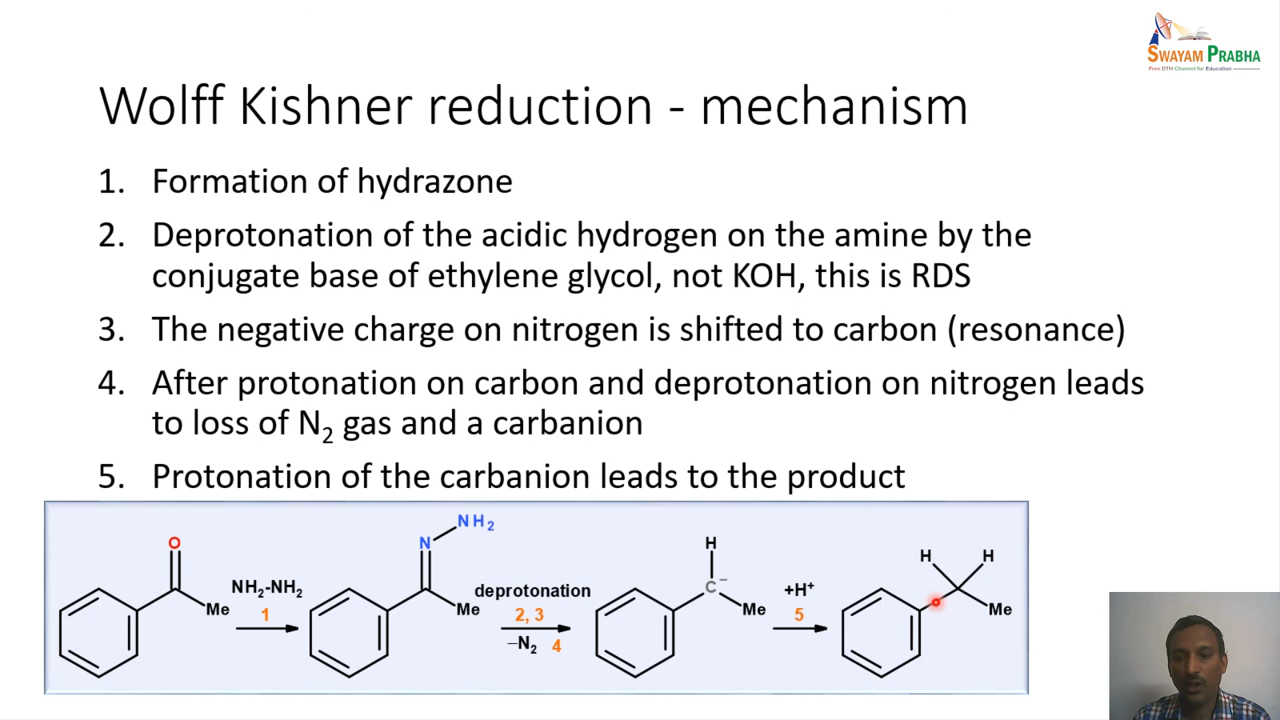 SWAYAM PRABHA
Free DTH Channel for Education
Wolff Kishner reduction - mechanism
1. Formation of hydrazone
2. Deprotonation of the acidic hydrogen on the amine by the
conjugate base of ethylene glycol, not KOH, this is RDS
3. The negative charge on nitrogen is shifted to carbon (resonance)
4. After protonation on carbon and deprotonation on nitrogen leads
to loss of N₂ gas and a carbanion
5. Protonation of the carbanion leads to the product
O
Me
NH₂-NH₂
1
NH₂
N
Me
deprotonation
2, 3
–N₂ 4
H
C⁻
Me
+H⁺
5
H H
Me